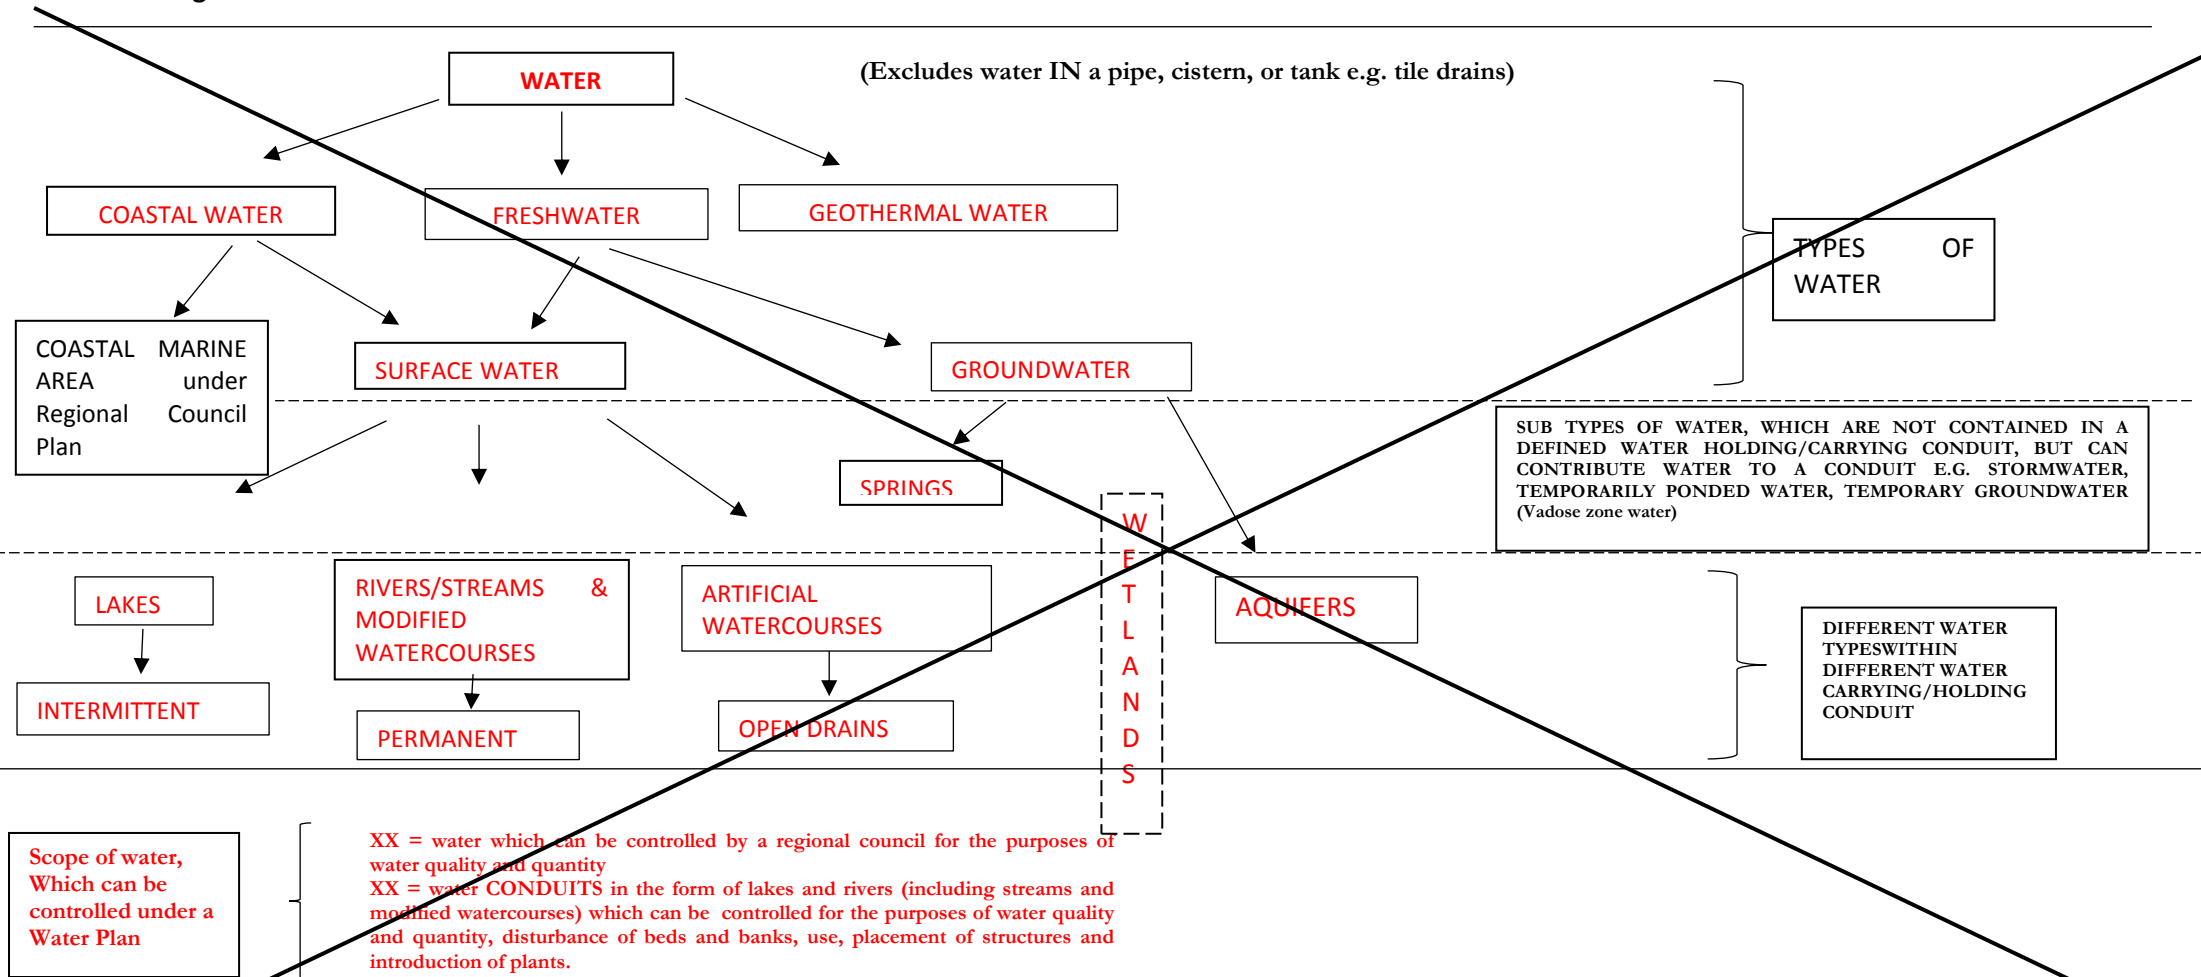 WATER
(Excludes water IN a pipe, cistern, or tank e.g. tile drains)
COASTAL WATER
FRESHWATER
GEOTHERMAL WATER
TYPES OF
WATER
COASTAL MARINE
AREA under
Regional Council
Plan
SURFACE WATER
GROUNDWATER
SUB TYPES OF WATER, WHICH ARE NOT CONTAINED IN A
DEFINED WATER HOLDING/CARRYING CONDUIT, BUT CAN
CONTRIBUTE WATER TO A CONDUIT E.G. STORMWATER,
TEMPORARILY PONDED WATER, TEMPORARY GROUNDWATER
(Vadose zone water)
SPRINGS
W
E
T
L
A
N
D
S
LAKES
RIVERS/STREAMS &
MODIFIED
WATERCOURSES
ARTIFICIAL
WATERCOURSES
AQUIFERS
DIFFERENT WATER
TYPESWITHIN
DIFFERENT WATER
CARRYING/HOLDING
CONDUIT
INTERMITTENT
PERMANENT
OPEN DRAINS
Scope of water,
Which can be
controlled under a
Water Plan
XX = water which can be controlled by a regional council for the purposes of
water quality and quantity
XX = water CONDUITS in the form of lakes and rivers (including streams and
modified watercourses) which can be controlled for the purposes of water quality
and quantity, disturbance of beds and banks, use, placement of structures and
introduction of plants.